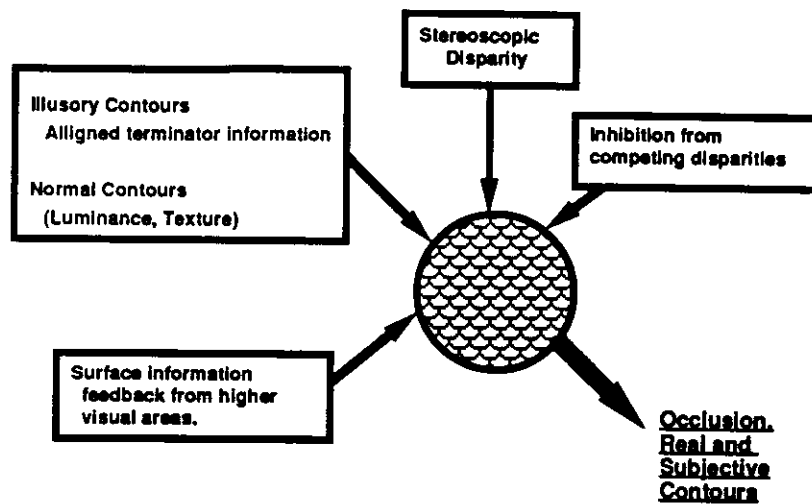 Stereoscopic
Disparity
Illusory Contours
Alligned terminator information
Normal Contours
(Luminance, Texture)
Inhibition from
competing disparities
Surface information
feedback from higher
visual areas.
Occlusion,
Real and
Subjective
Contours